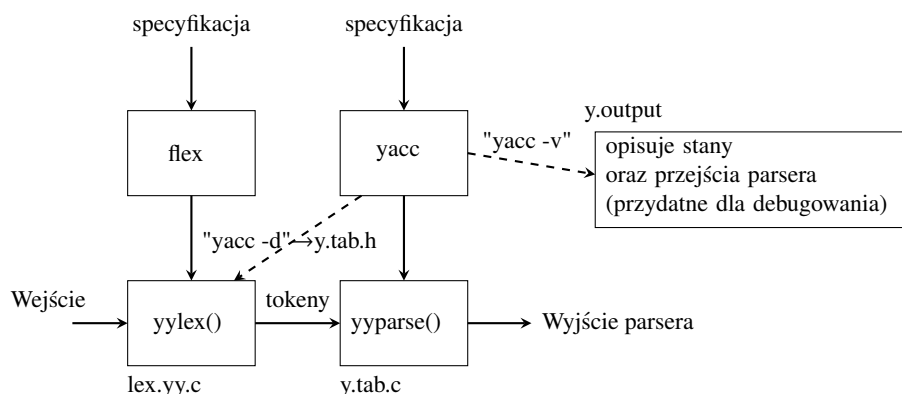 specyfikacja
specyfikacja
flex
yacc
"yacc -v"
y.output
opisuje stany
oraz przejścia parsera
(przydatne dla debugowania)
"yacc -d"→y.tab.h
Wejście
yylex()
tokeny
yyparse()
Wyjście parsera
lex.yy.c
y.tab.c